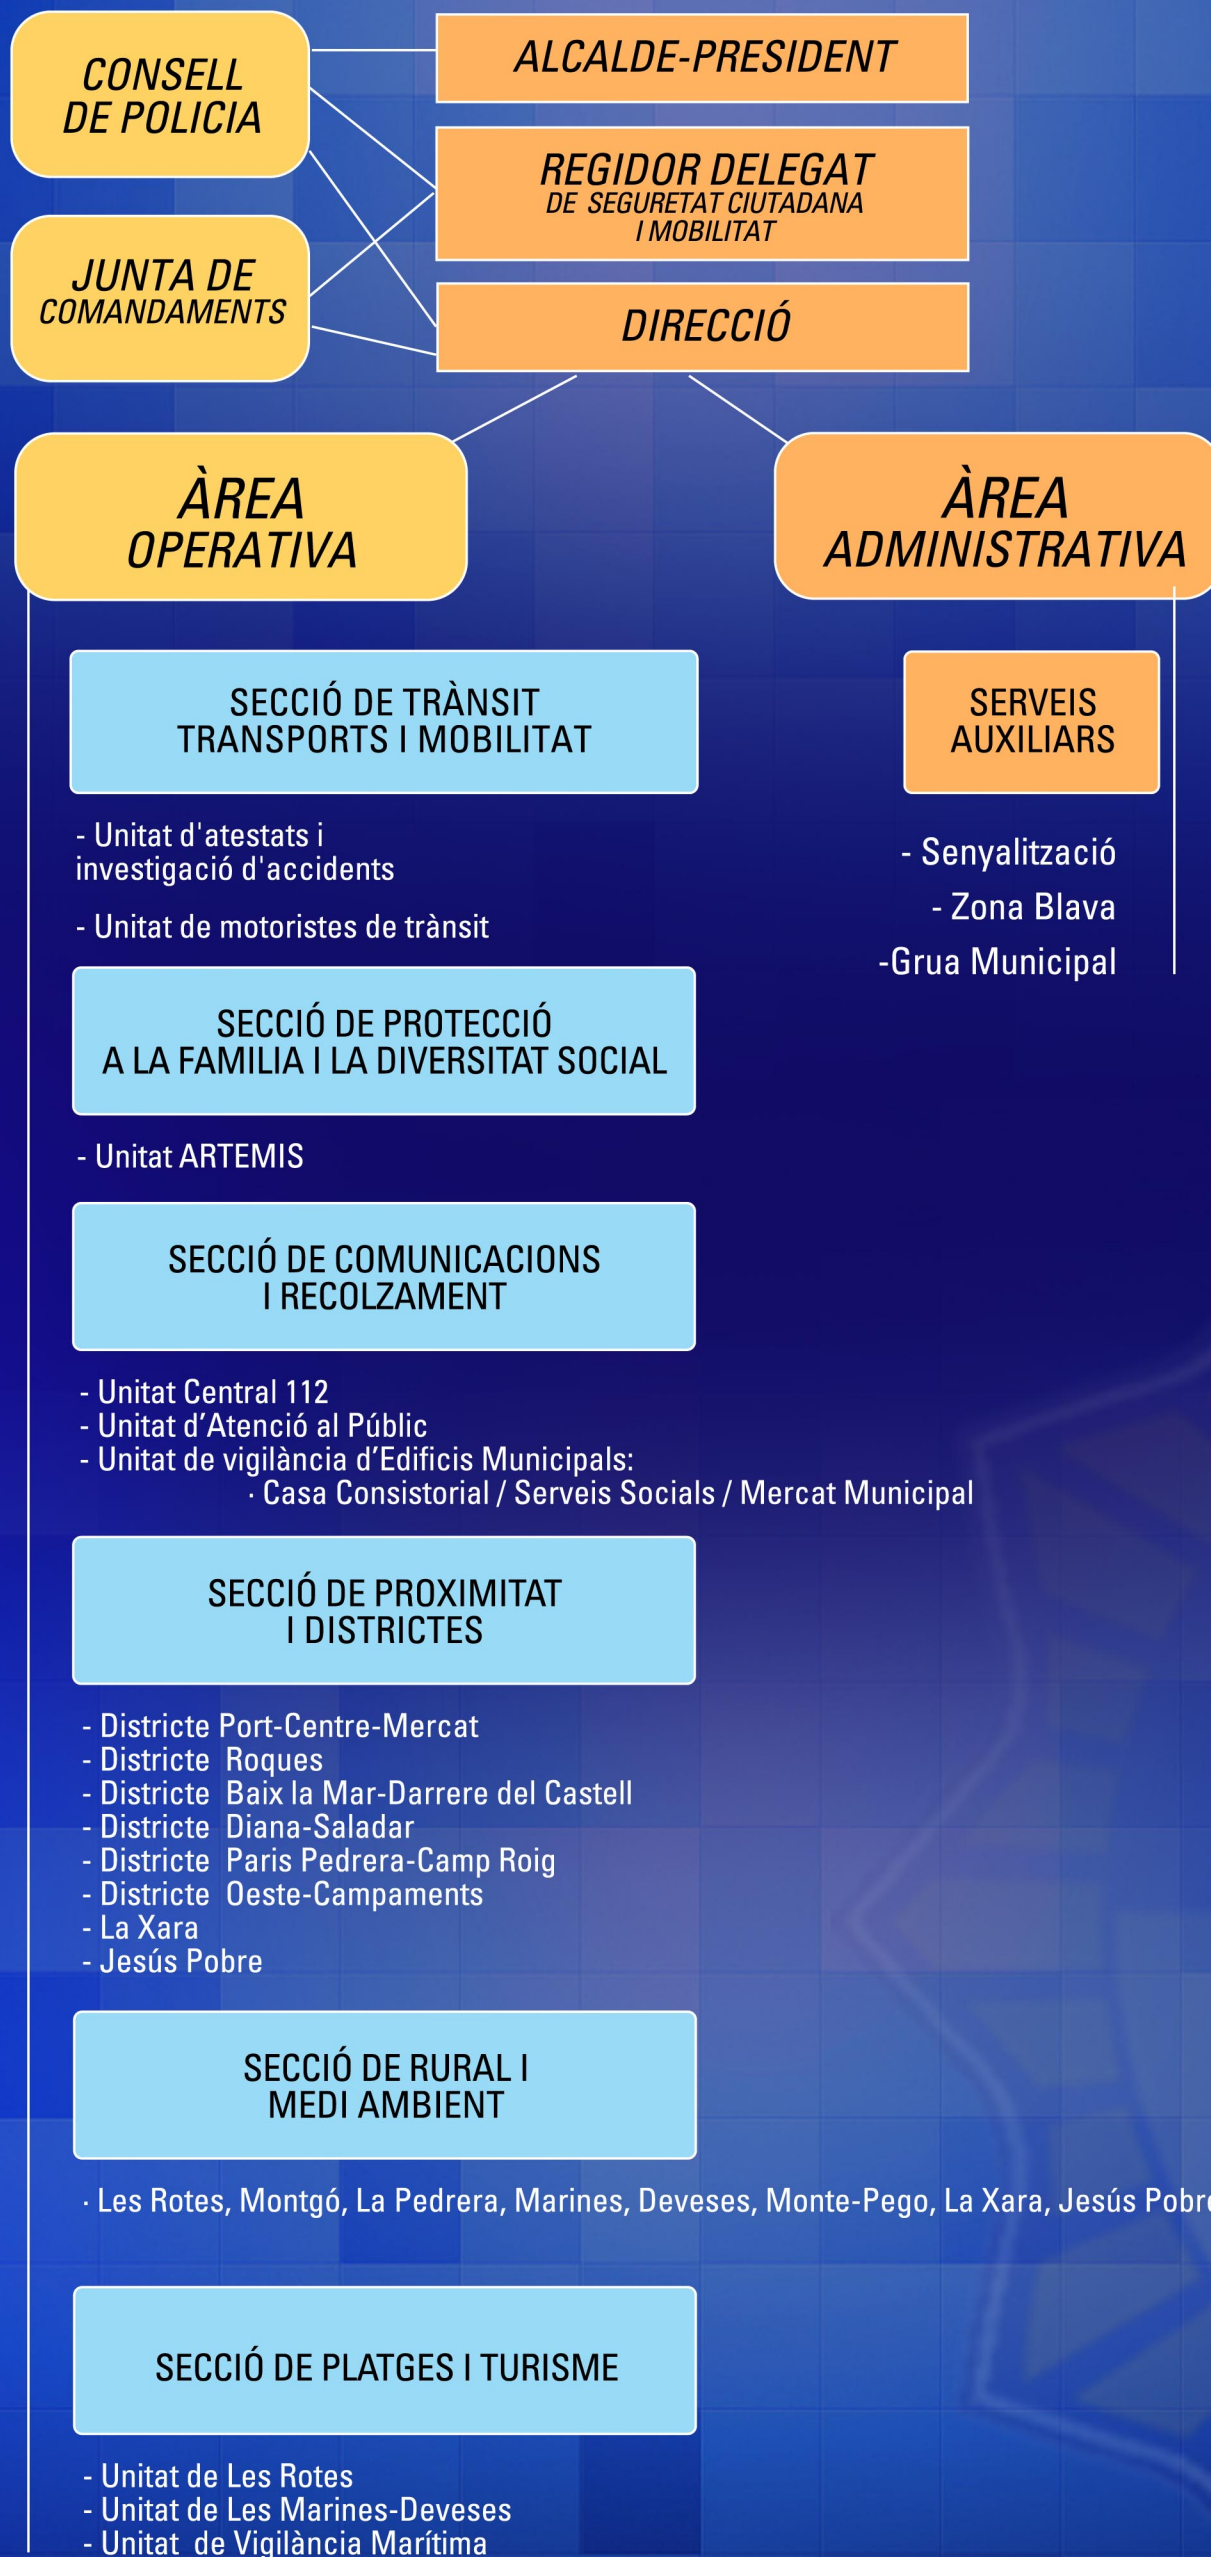 CONSELL
DE POLICIA
ALCALDE-PRESIDENT
REGIDOR DELEGAT
DE SEGURETAT CIUTADANA
I MOBILITAT
JUNTA DE
COMANDAMENTS
DIRECCIÓ
ÀREA
OPERATIVA
ÀREA
ADMINISTRATIVA
SECCIÓ DE TRÀNSIT
TRANSPORTS I MOBILITAT
- Unitat d'atestats i
investigació d'accidents
- Unitat de motoristes de trànsit
SERVEIS
AUXILIARS
- Senyalització
- Zona Blava
-Grua Municipal
SECCIÓ DE PROTECCIÓ
A LA FAMILIA I LA DIVERSITAT SOCIAL
- Unitat ARTEMIS
SECCIÓ DE COMUNICACIONS
I RECOLZAMENT
- Unitat Central 112
- Unitat d’Atenció al Públic
- Unitat de vigilància d’Edificis Municipals:
· Casa Consistorial / Serveis Socials / Mercat Municipal
SECCIÓ DE PROXIMITAT
I DISTRICTES
- Districte Port-Centre-Mercat
- Districte Roques
- Districte Baix la Mar-Darrere del Castell
- Districte Diana-Saladar
- Districte Paris Pedrera-Camp Roig
- Districte Oeste-Campaments
- La Xara
- Jesús Pobre
SECCIÓ DE RURAL I
MEDI AMBIENT
· Les Rotes, Montgó, La Pedrera, Marines, Deveses, Monte-Pego, La Xara, Jesús Pobre
SECCIÓ DE PLATGES I TURISME
- Unitat de Les Rotes
- Unitat de Les Marines-Deveses
- Unitat de Vigilància Marítima